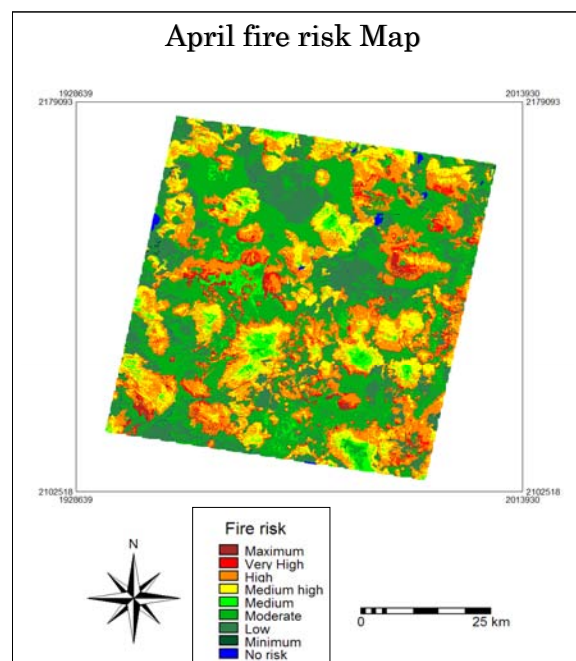 April fire risk Map
1928639 2013930
2179093 2179093
2102518 2102518
1928639 2013930
N
Fire risk
Maximum
Very High
High
Medium high
Medium
Moderate
Low
Minimum
No risk
0 25 km